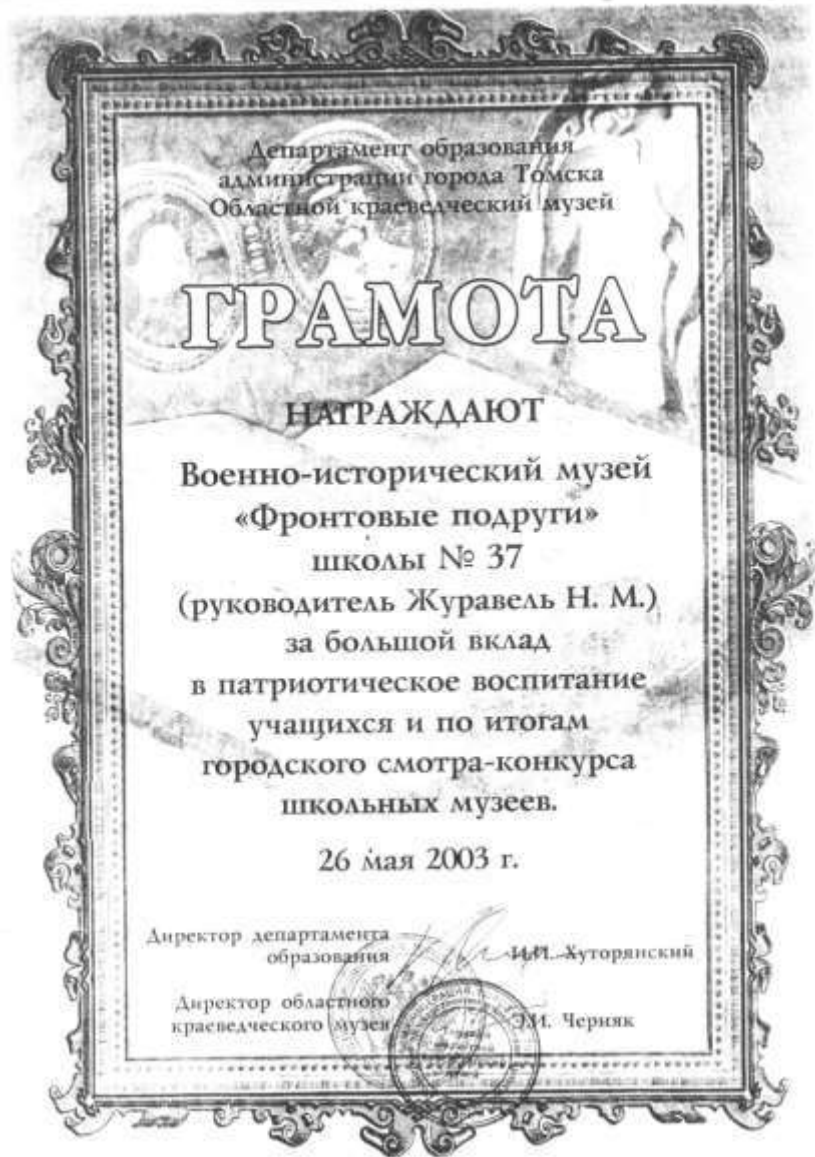 Департамент образования
администрации города Томска
Областной краеведческий музей
ГРАМОТА
НАГРАЖДАЮТ
Военно-исторический музей
«Фронтовые подруги»
школы № 37
(руководитель Журавель Н. М.)
за большой вклад
в патриотическое воспитание
учащихся и по итогам
городского смотра-конкурса
школьных музеев.
26 мая 2003 г.
Директор департамента
образования
И.И. Хуторянский
Директор областного
краеведческого музея
Э.И. Черняк